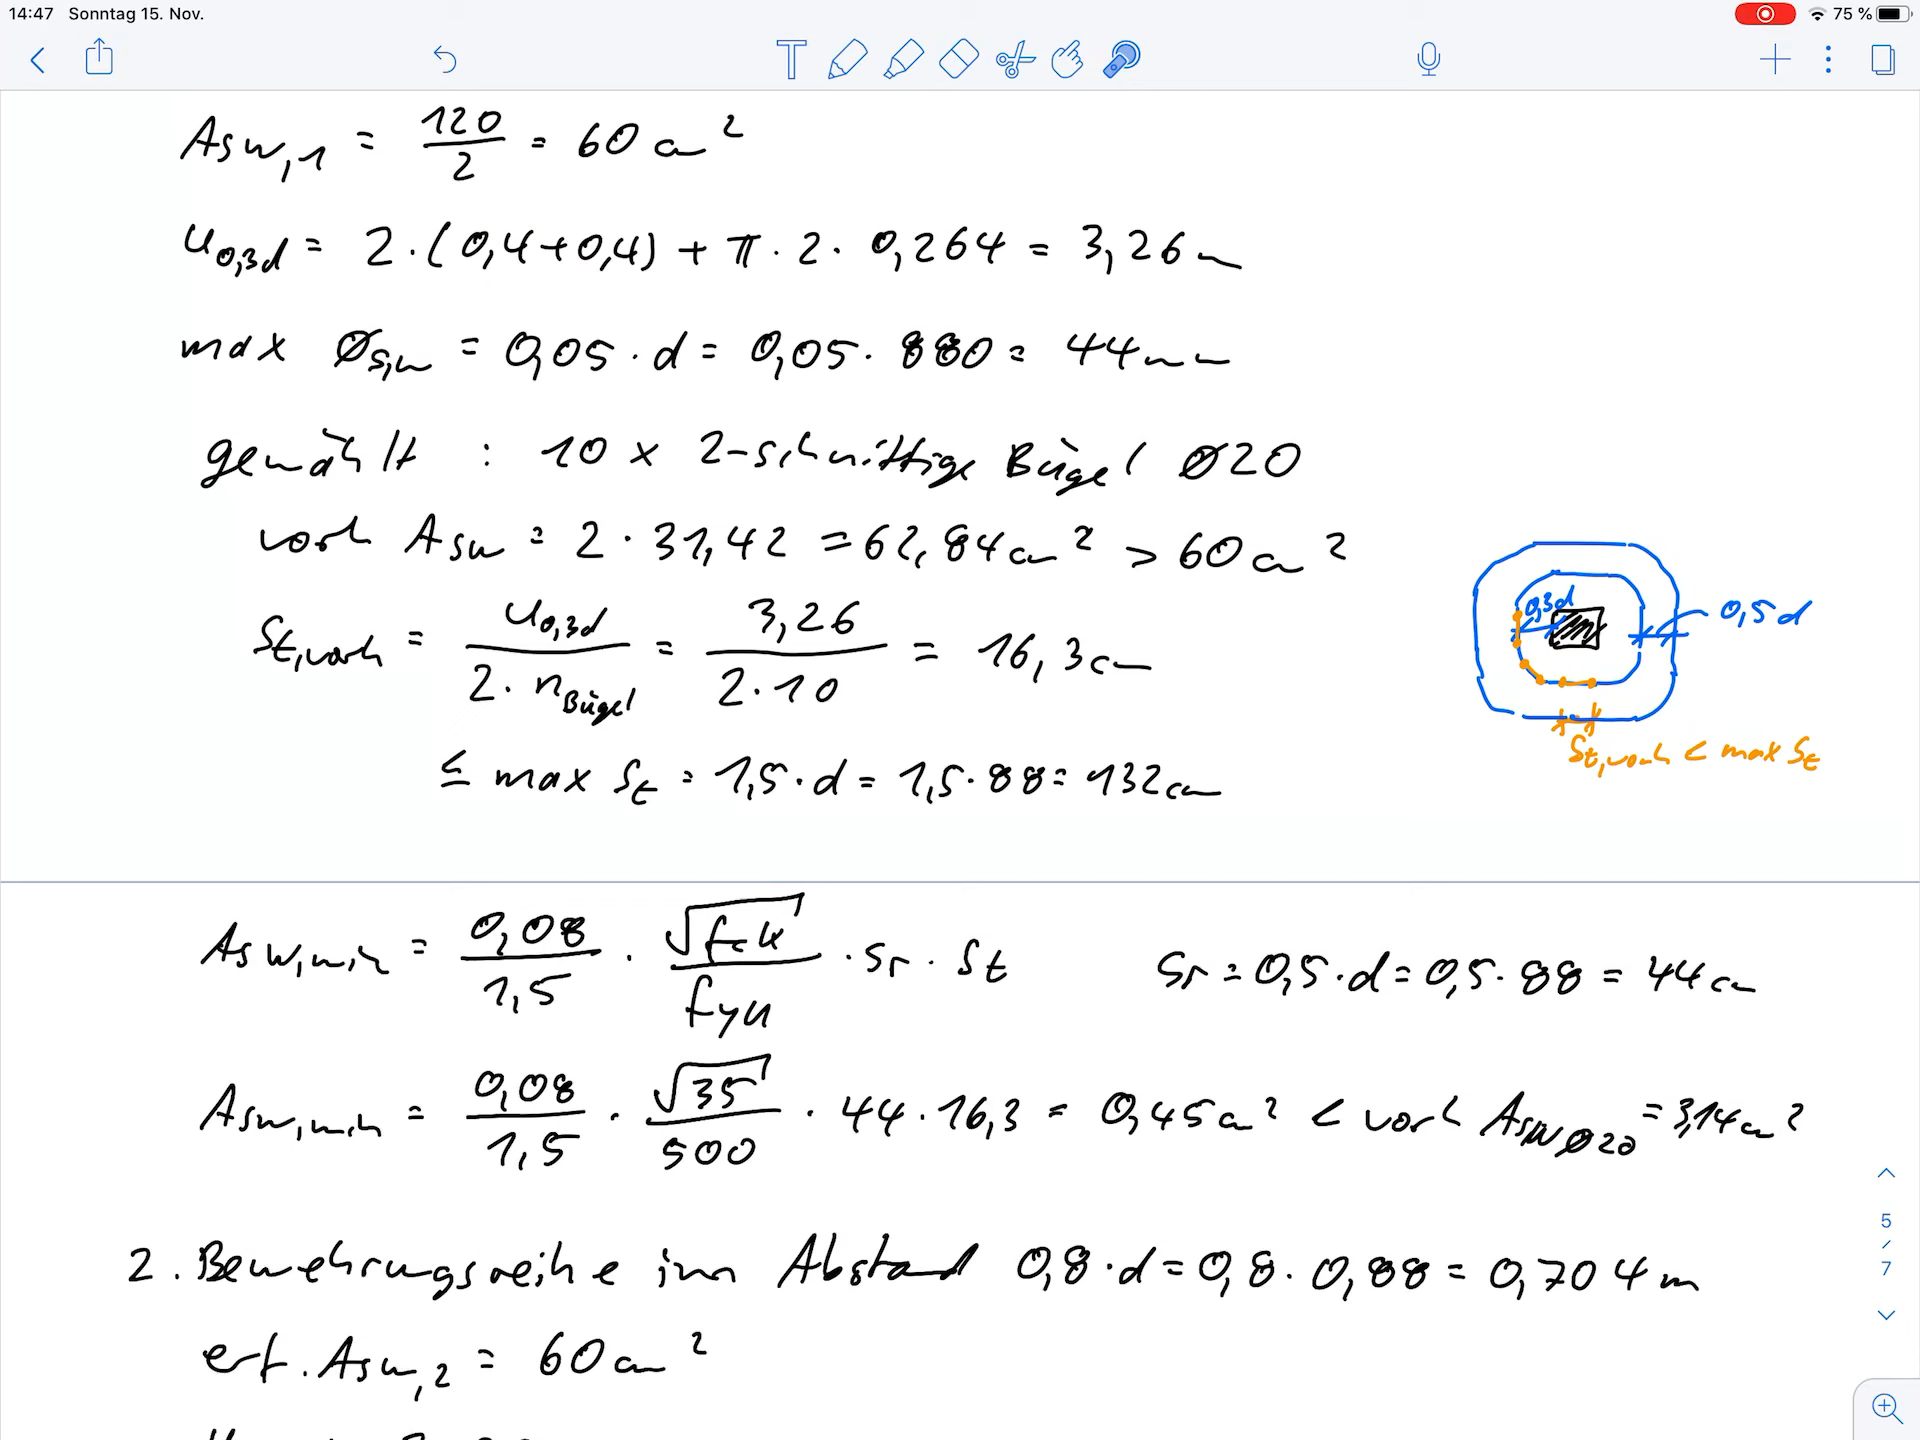 14:47 Sonntag 15. Nov. 75 %
Asw,1 = 120/2 = 60 cm²
u0,3d = 2 · (0,4 + 0,4) + π · 2 · 0,264 = 3,26 m
max Øs,w = 0,05 · d = 0,05 · 880 = 44 mm
gewählt : 10 x 2-schnittige Bügel Ø20
vorh Asw = 2 · 31,42 = 62,84 cm² > 60 cm²
St,vorh = u0,3d / 2 · nBügel = 3,26 / 2 · 10 = 16,3 cm
≤ max St = 1,5 · d = 1,5 · 88 = 132 cm
0,3d
0,5 d
St,vorh < max St
Asw,min = 0,08/1,5 · √fck/fyk · Sr · St Sr = 0,5 · d = 0,5 · 88 = 44 cm
Asw,min = 0,08/1,5 · √35/500 · 44 · 16,3 = 0,45 cm² < vorh Asw Ø20 = 3,14 cm²
2. Bewehrungsreihe im Abstand 0,8 · d = 0,8 · 0,88 = 0,704 m
erf. Asw,2 = 60 cm²
5 / 7